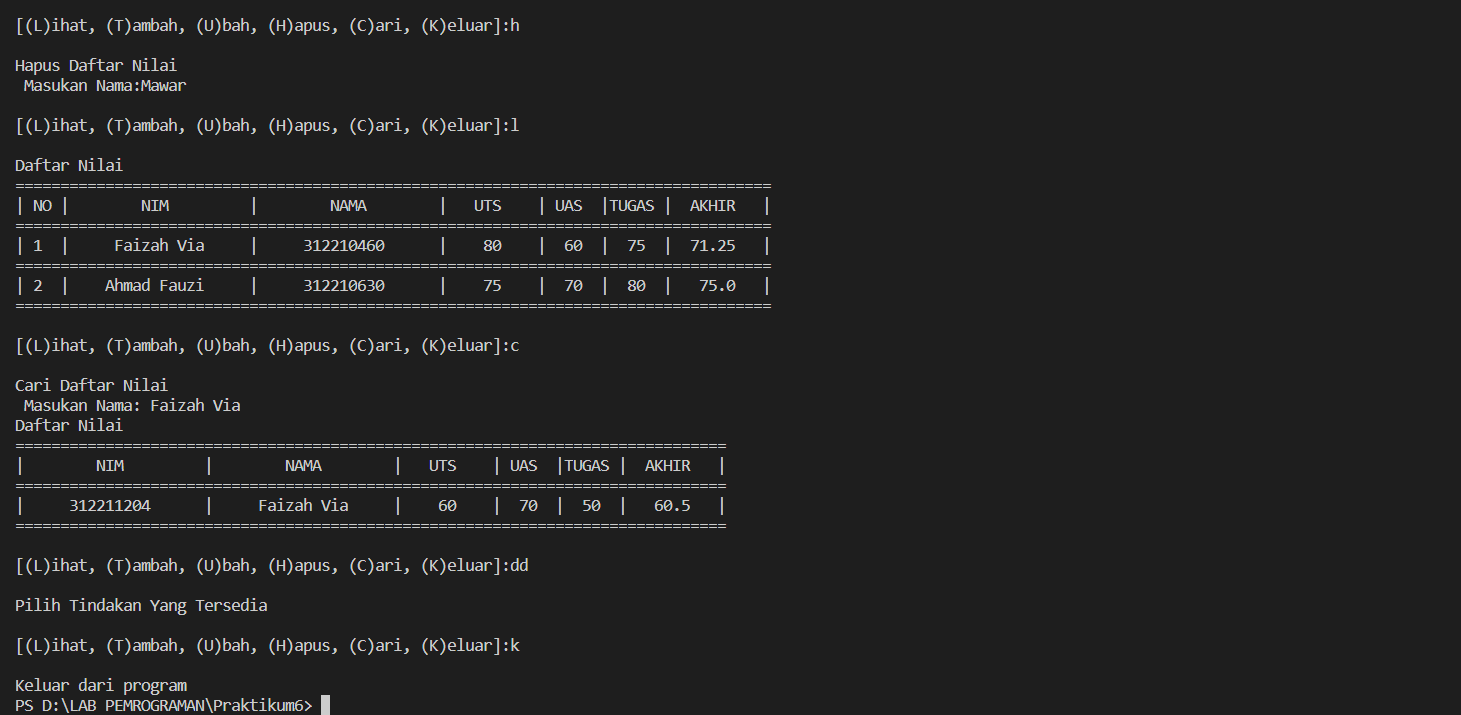 [(L)ihat, (T)ambah, (U)bah, (H)apus, (C)ari, (K)eluar]:h
Hapus Daftar Nilai
 Masukan Nama:Mawar
[(L)ihat, (T)ambah, (U)bah, (H)apus, (C)ari, (K)eluar]:l
Daftar Nilai
====================================================================================
| NO |        NIM         |        NAMA        |   UTS    | UAS  |TUGAS |  AKHIR   |
====================================================================================
| 1  |     Faizah Via     |     312210460      |    80    |  60  |  75  |  71.25   |
====================================================================================
| 2  |    Ahmad Fauzi     |     312210630      |    75    |  70  |  80  |   75.0   |
====================================================================================
[(L)ihat, (T)ambah, (U)bah, (H)apus, (C)ari, (K)eluar]:c
Cari Daftar Nilai
 Masukan Nama: Faizah Via
Daftar Nilai
===============================================================================
|        NIM         |        NAMA        |   UTS    | UAS  |TUGAS |  AKHIR   |
===============================================================================
|     312211204      |     Faizah Via     |    60    |  70  |  50  |   60.5   |
===============================================================================
[(L)ihat, (T)ambah, (U)bah, (H)apus, (C)ari, (K)eluar]:dd
Pilih Tindakan Yang Tersedia
[(L)ihat, (T)ambah, (U)bah, (H)apus, (C)ari, (K)eluar]:k
Keluar dari program
PS D:\LAB PEMROGRAMAN\Praktikum6>